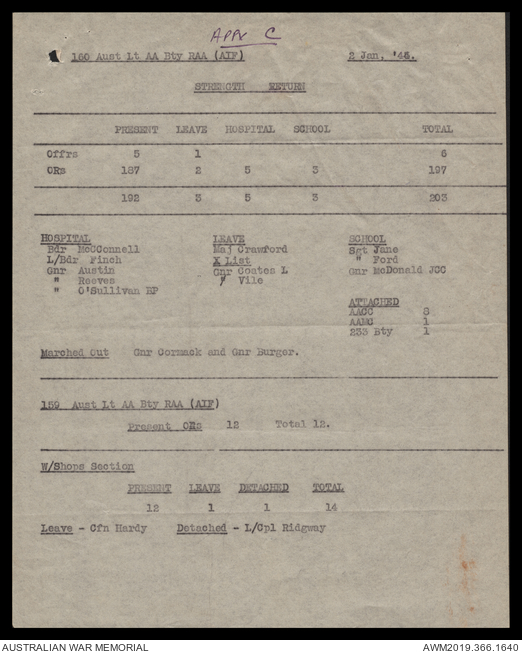 Appx C
160 Aust Lt AA Bty RAA (AIF) 2 Jan, '45.
STRENGTH RETURN
PRESENT LEAVE HOSPITAL SCHOOL TOTAL
Offrs 5 1 6
ORs 187 2 5 3 197
192 3 5 3 203
HOSPITAL LEAVE SCHOOL
Bdr McConnell Maj Crawford Sgt Jane
L/Bdr Finch X List " Ford
Gnr Austin Gnr Coates L Gnr McDonald JCC
" Reeves " Vile
" O'Sullivan BP
ATTACHED
AACC 8
AAMC 1
233 Bty 1
Marched Out Gnr Cormack and Gnr Burger.
159 Aust Lt AA Bty RAA (AIF)
Present ORs 12 Total 12.
W/Shops Section
PRESENT LEAVE DETACHED TOTAL
12 1 1 14
Leave - Cfn Hardy Detached - L/Cpl Ridgway
AUSTRALIAN WAR MEMORIAL AWM2019.366.1640